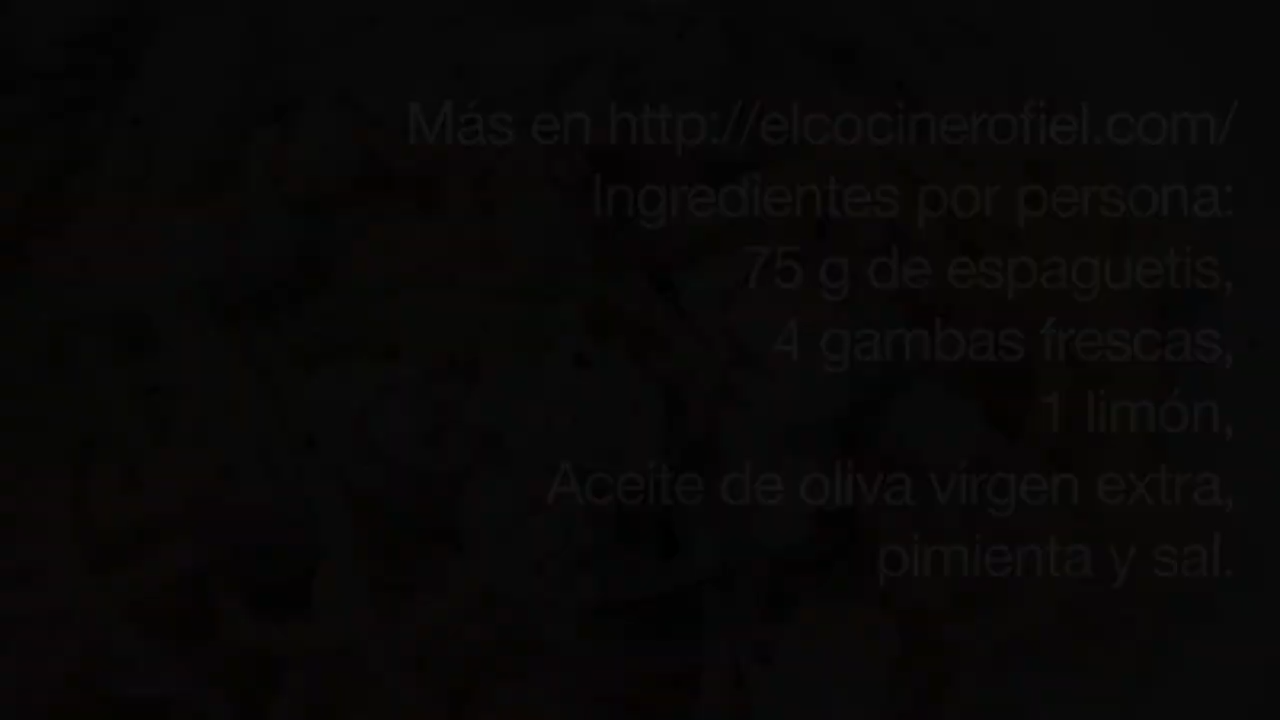 Más en http://elcocinerofiel.com/
Ingredientes por persona:
75 g de espaguetis,
4 gambas frescas,
1 limón,
Aceite de oliva virgen extra,
pimienta y sal.